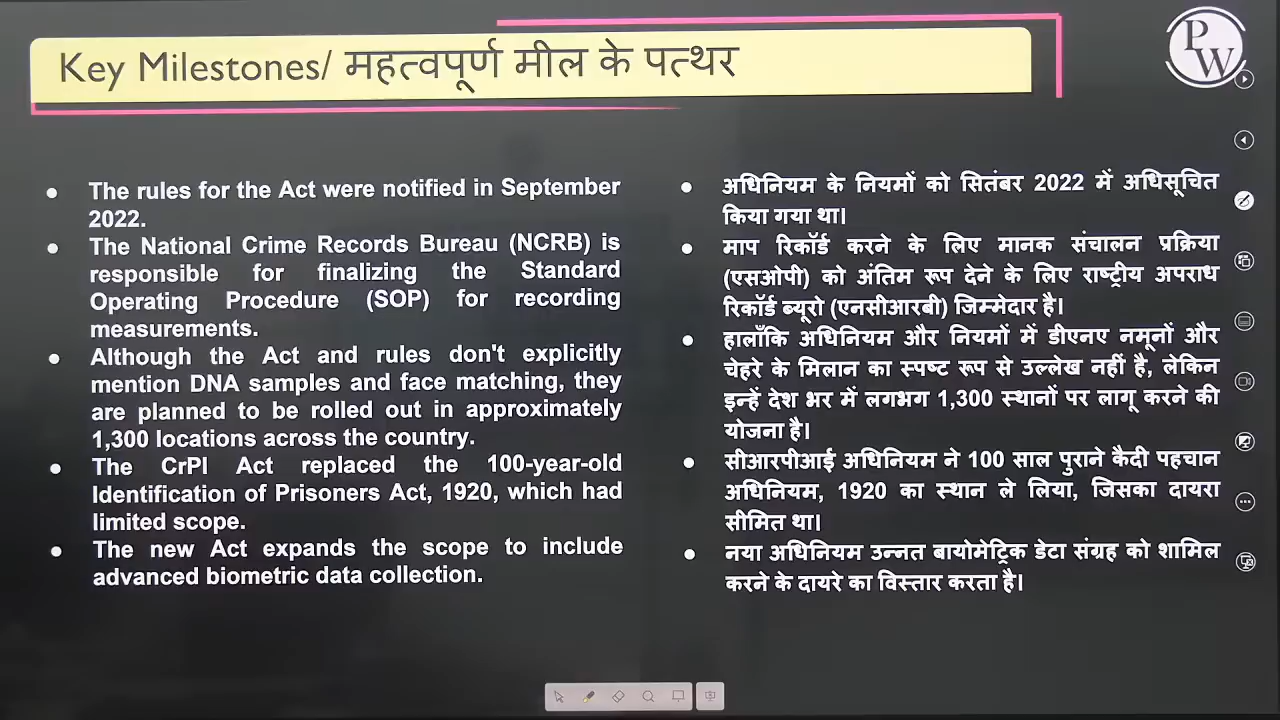 Key Milestones/ महत्वपूर्ण मील के पत्थर
PW
The rules for the Act were notified in September
2022.
The National Crime Records Bureau (NCRB) is
responsible for finalizing the Standard
Operating Procedure (SOP) for recording
measurements.
Although the Act and rules don't explicitly
mention DNA samples and face matching, they
are planned to be rolled out in approximately
1,300 locations across the country.
The CrPI Act replaced the 100-year-old
Identification of Prisoners Act, 1920, which had
limited scope.
The new Act expands the scope to include
advanced biometric data collection.
अधिनियम के नियमों को सितंबर 2022 में अधिसूचित
किया गया था।
माप रिकॉर्ड करने के लिए मानक संचालन प्रक्रिया
(एसओपी) को अंतिम रूप देने के लिए राष्ट्रीय अपराध
रिकॉर्ड ब्यूरो (एनसीआरबी) जिम्मेदार है।
हालाँकि अधिनियम और नियमों में डीएनए नमूनों और
चेहरे के मिलान का स्पष्ट रूप से उल्लेख नहीं है, लेकिन
इन्हें देश भर में लगभग 1,300 स्थानों पर लागू करने की
योजना है।
सीआरपीआई अधिनियम ने 100 साल पुराने कैदी पहचान
अधिनियम, 1920 का स्थान ले लिया, जिसका दायरा
सीमित था।
नया अधिनियम उन्नत बायोमेट्रिक डेटा संग्रह को शामिल
करने के दायरे का विस्तार करता है।